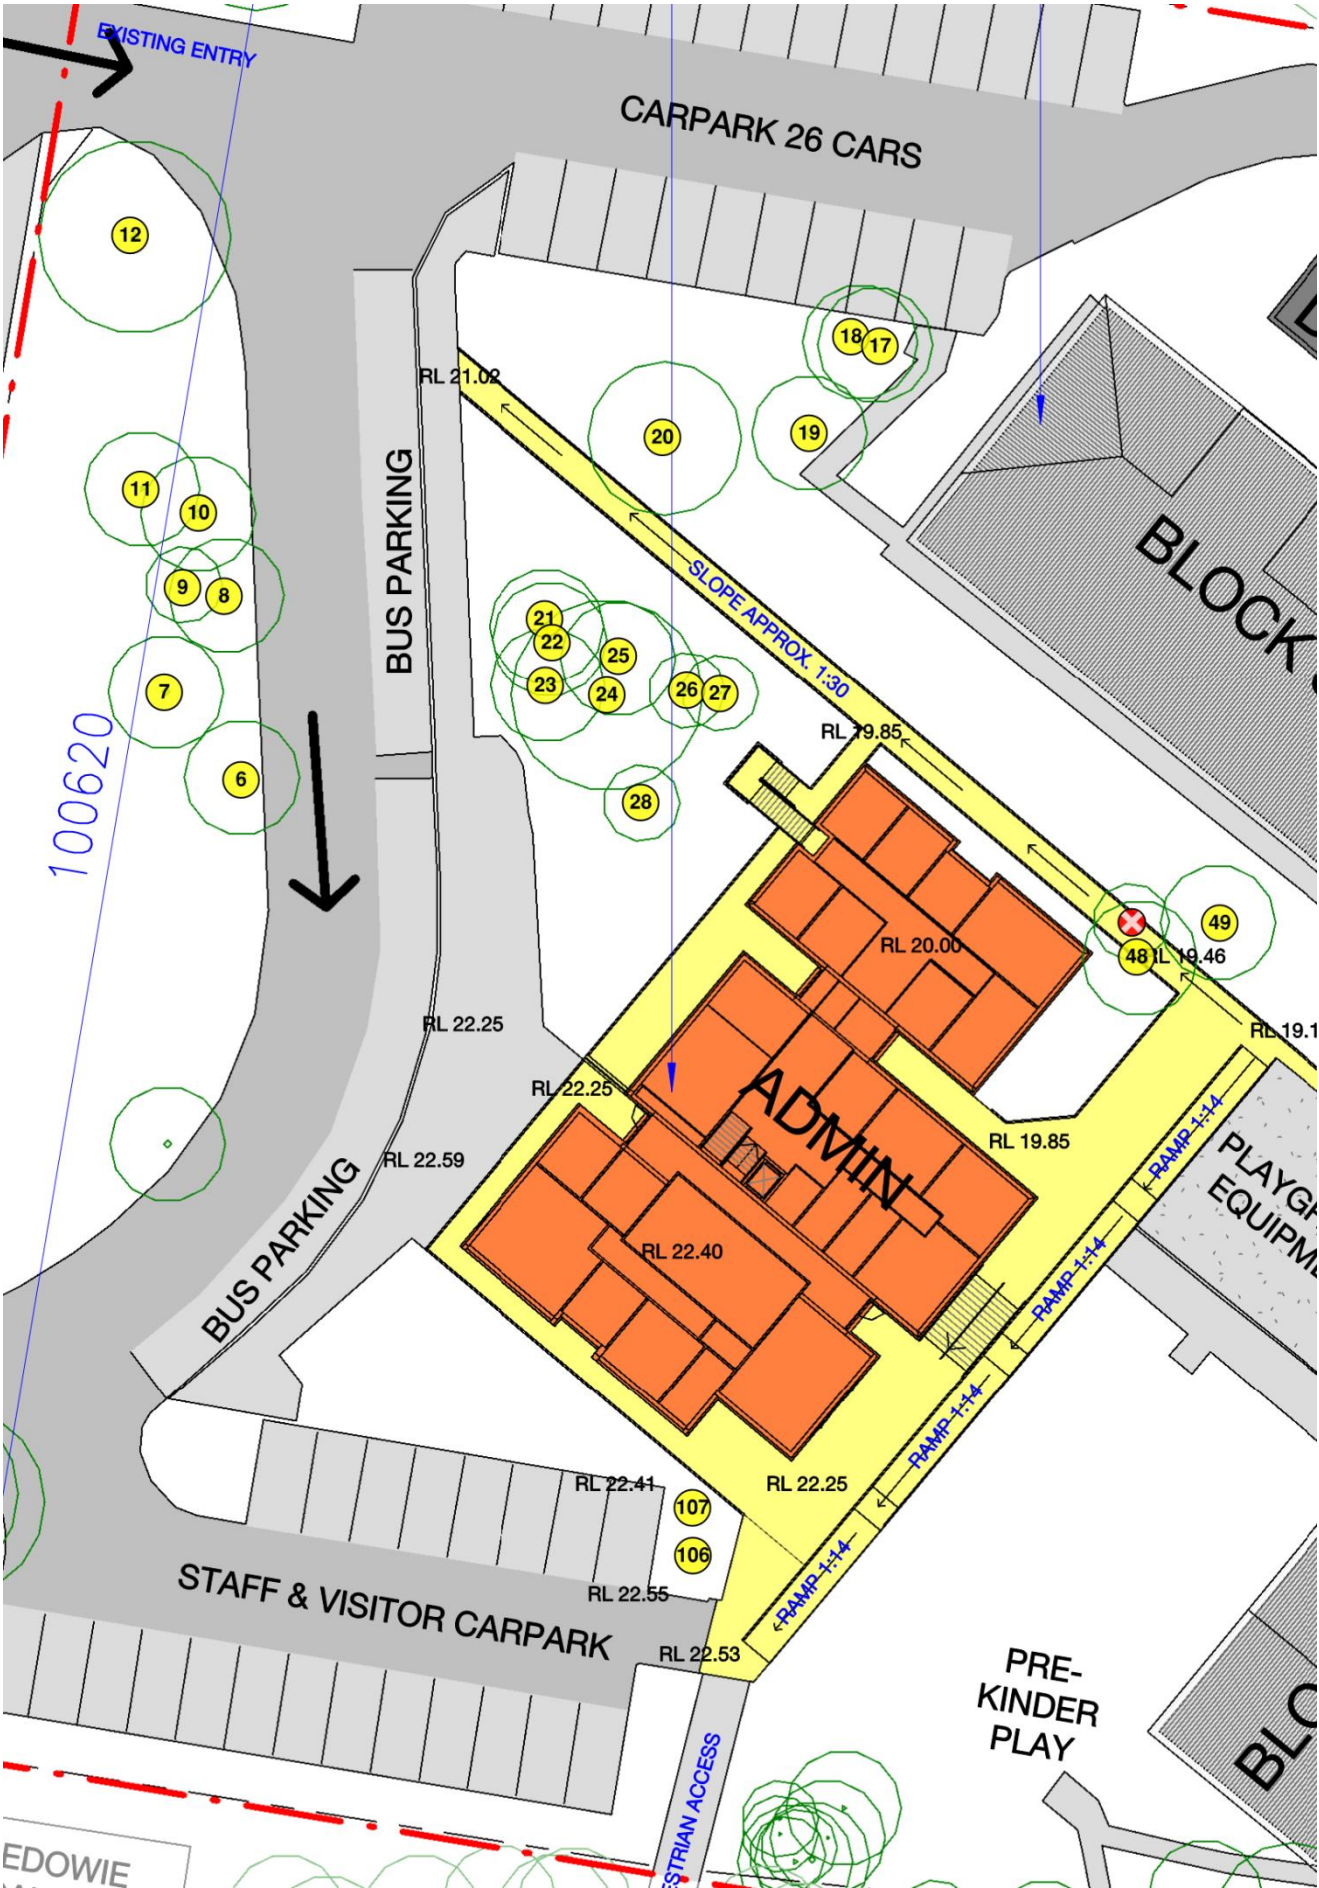 EXISTING ENTRY
CARPARK 26 CARS
12
18
17
RL 21.02
20
19
11
10
BUS PARKING
BLOCK
9
8
SLOPE APPROX. 1:30
21
22
25
23
24
26
27
7
100620
RL 19.85
6
28
49
RL 20.00
48
RL 19.46
RL 22.25
RL 19.1
RL 22.25
ADMIN
RAMP 1:14
RL 19.85
RL 22.59
PLAYGR
EQUIPME
BUS PARKING
RL 22.40
RAMP 1:14
RAMP 1:14
RL 22.41
RL 22.25
107
106
RAMP 1:14
STAFF & VISITOR CARPARK
RL 22.55
RL 22.53
PRE-
KINDER
PLAY
BLO
ESTRIAN ACCESS
EDOWIE